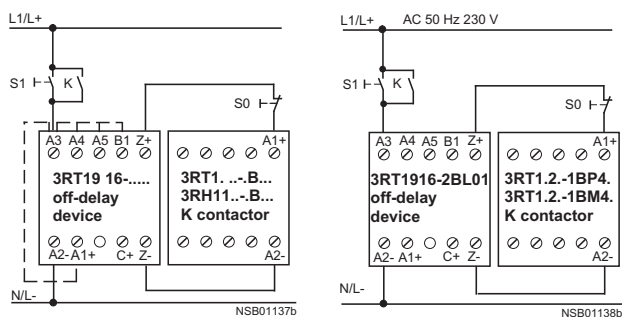 L1/L+
S1
K
S0
A3 A4 A5 B1 Z+
A1+
3RT19 16-.....
off-delay
device
3RT1. ..-.B...
3RH11..-.B...
K contactor
A2- A1+ C+ Z-
A2-
N/L-
NSB01137b
L1/L+ AC 50 Hz 230 V
S1
K
S0
A3 A4 A5 B1 Z+
A1+
3RT1916-2BL01
off-delay
device
3RT1.2.-1BP4.
3RT1.2.-1BM4.
K contactor
A2- A1+ C+ Z-
A2-
N/L-
NSB01138b